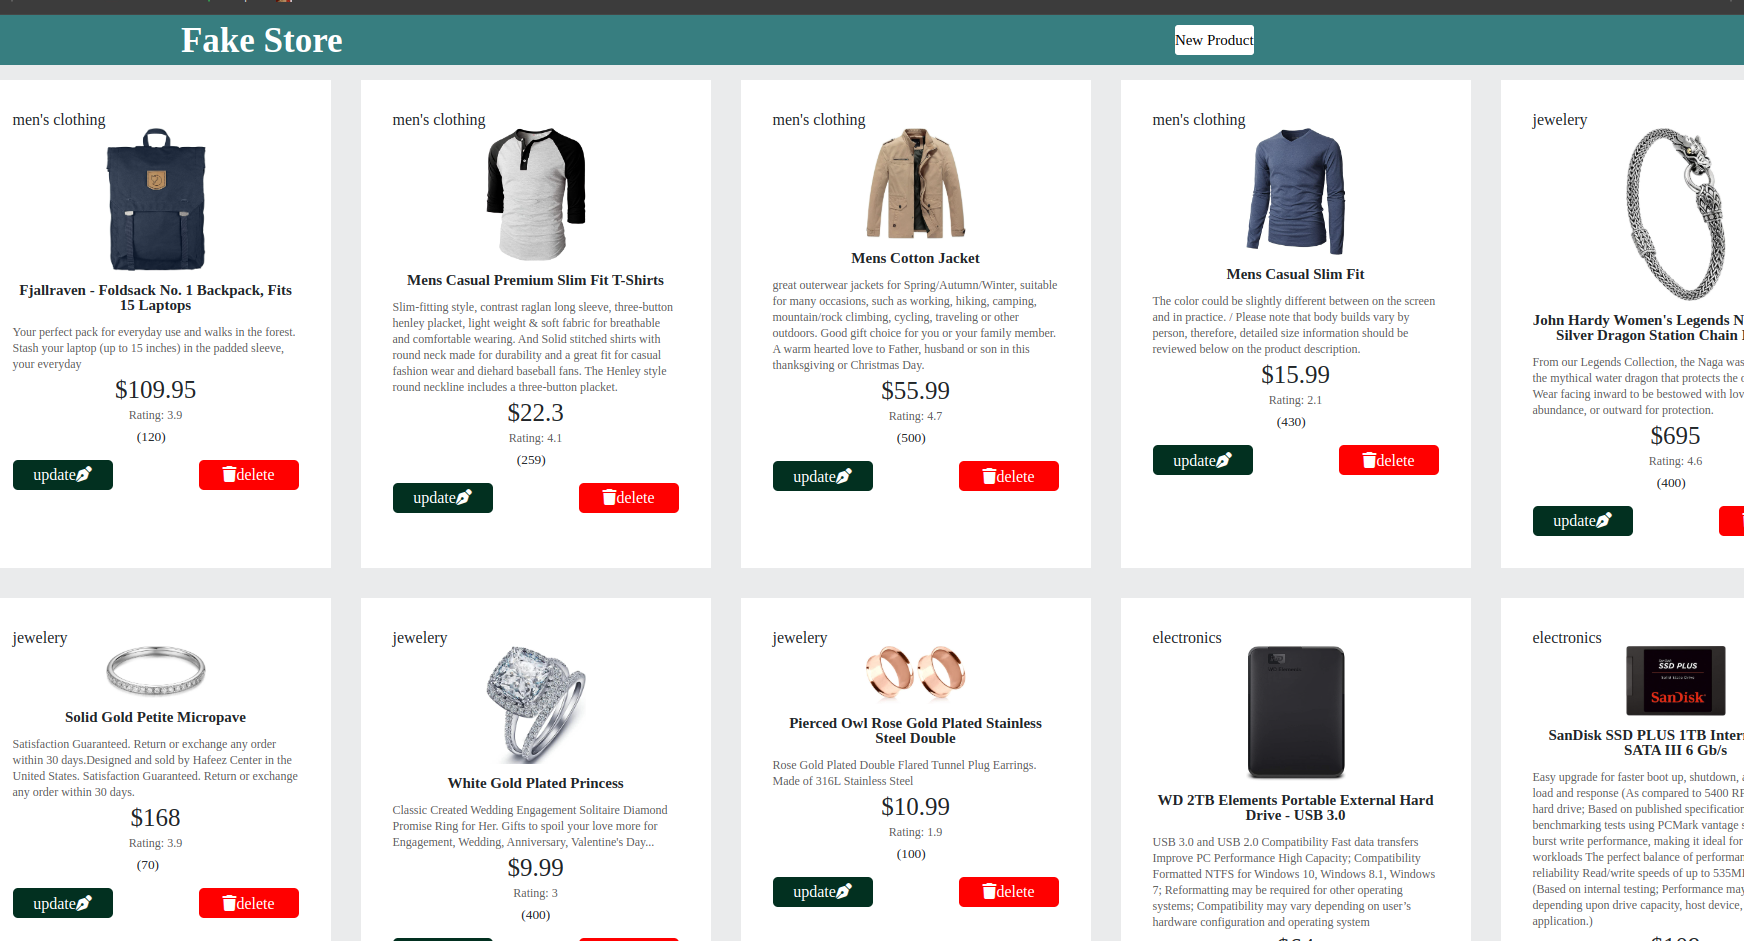 Fake Store
New Product
men's clothing
Fjallraven - Foldsack No. 1 Backpack, Fits
15 Laptops
Your perfect pack for everyday use and walks in the forest.
Stash your laptop (up to 15 inches) in the padded sleeve,
your everyday
$109.95
Rating: 3.9
(120)
update
delete
men's clothing
Mens Casual Premium Slim Fit T-Shirts
Slim-fitting style, contrast raglan long sleeve, three-button
henley placket, light weight & soft fabric for breathable
and comfortable wearing. And Solid stitched shirts with
round neck made for durability and a great fit for casual
fashion wear and diehard baseball fans. The Henley style
round neckline includes a three-button placket.
$22.3
Rating: 4.1
(259)
update
delete
men's clothing
Mens Cotton Jacket
great outerwear jackets for Spring/Autumn/Winter, suitable
for many occasions, such as working, hiking, camping,
mountain/rock climbing, cycling, traveling or other
outdoors. Good gift choice for you or your family member.
A warm hearted love to Father, husband or son in this
thanksgiving or Christmas Day.
$55.99
Rating: 4.7
(500)
update
delete
men's clothing
Mens Casual Slim Fit
The color could be slightly different between on the screen
and in practice. / Please note that body builds vary by
person, therefore, detailed size information should be
reviewed below on the product description.
$15.99
Rating: 2.1
(430)
update
delete
jewelery
John Hardy Women's Legends
Silver Dragon Station Chain
From our Legends Collection, the Naga was
the mythical water dragon that protects the
Wear facing inward to be bestowed with
abundance, or outward for protection.
$695
Rating: 4.6
(400)
update
jewelery
Solid Gold Petite Micropave
Satisfaction Guaranteed. Return or exchange any order
within 30 days.Designed and sold by Hafeez Center in the
United States. Satisfaction Guaranteed. Return or exchange
any order within 30 days.
$168
Rating: 3.9
(70)
update
delete
jewelery
White Gold Plated Princess
Classic Created Wedding Engagement Solitaire Diamond
Promise Ring for Her. Gifts to spoil your love more for
Engagement, Wedding, Anniversary, Valentine's Day...
$9.99
Rating: 3
(400)
jewelery
Pierced Owl Rose Gold Plated Stainless
Steel Double
Rose Gold Plated Double Flared Tunnel Plug Earrings.
Made of 316L Stainless Steel
$10.99
Rating: 1.9
(100)
update
delete
electronics
WD 2TB Elements Portable External Hard
Drive - USB 3.0
USB 3.0 and USB 2.0 Compatibility Fast data transfers
Improve PC Performance High Capacity; Compatibility
Formatted NTFS for Windows 10, Windows 8.1, Windows
7; Reformatting may be required for other operating
systems; Compatibility may vary depending on user’s
hardware configuration and operating system
electronics
SSD PLUS
SanDisk
SanDisk SSD PLUS 1TB
SATA III 6 Gb/s
Easy upgrade for faster boot up, shutdown,
load and response (As compared to 5400
hard drive; Based on published
benchmarking tests using PCMark vantage
burst write performance, making it ideal for
workloads The perfect balance of
reliability Read/write speeds of up to
(Based on internal testing; Performance may
depending upon drive capacity, host device,
application.)